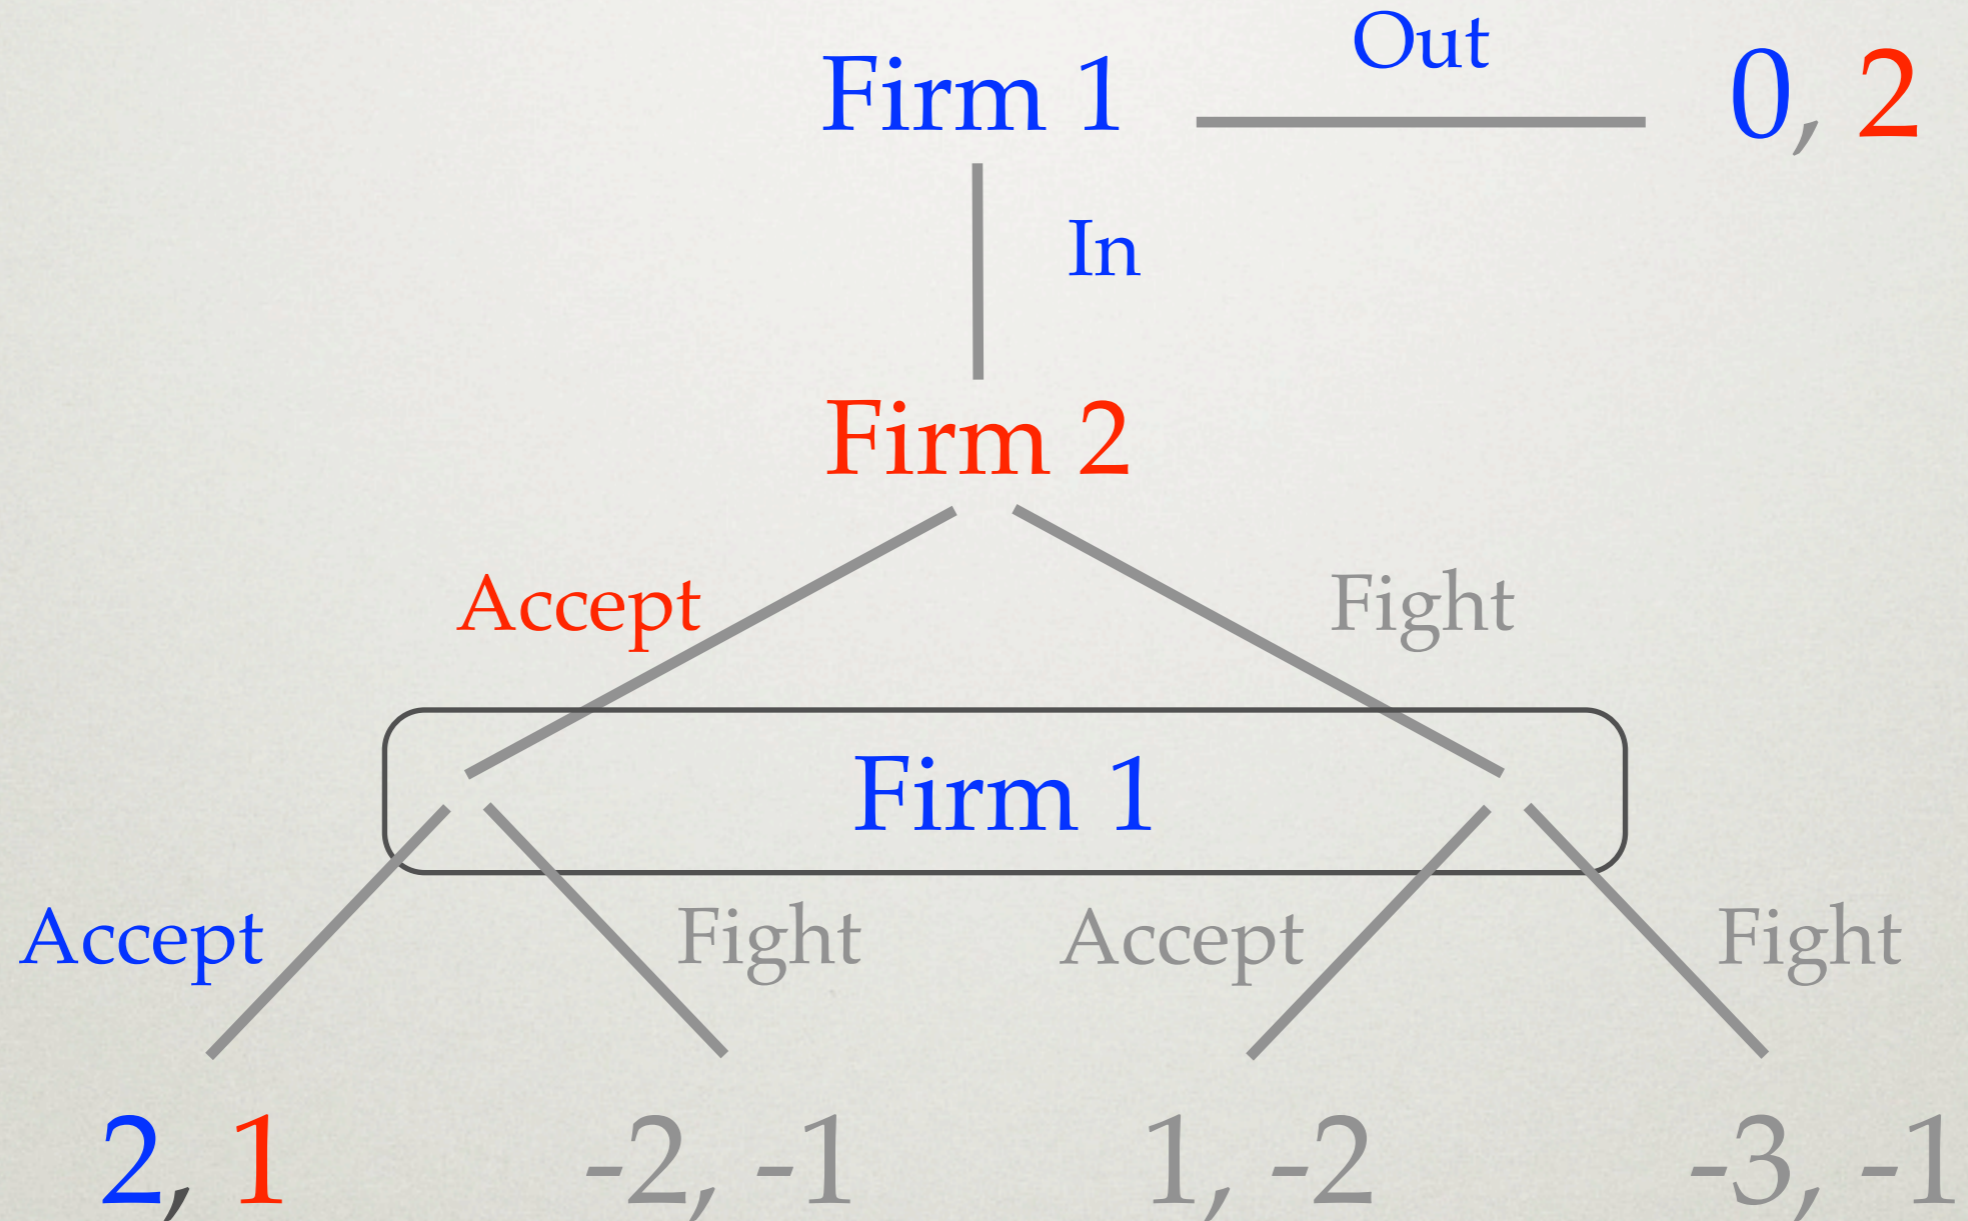 Out
Firm 1
0, 2
In
Firm 2
Accept
Fight
Firm 1
Accept
Fight
Accept
Fight
2, 1
-2, -1
1, -2
-3, -1